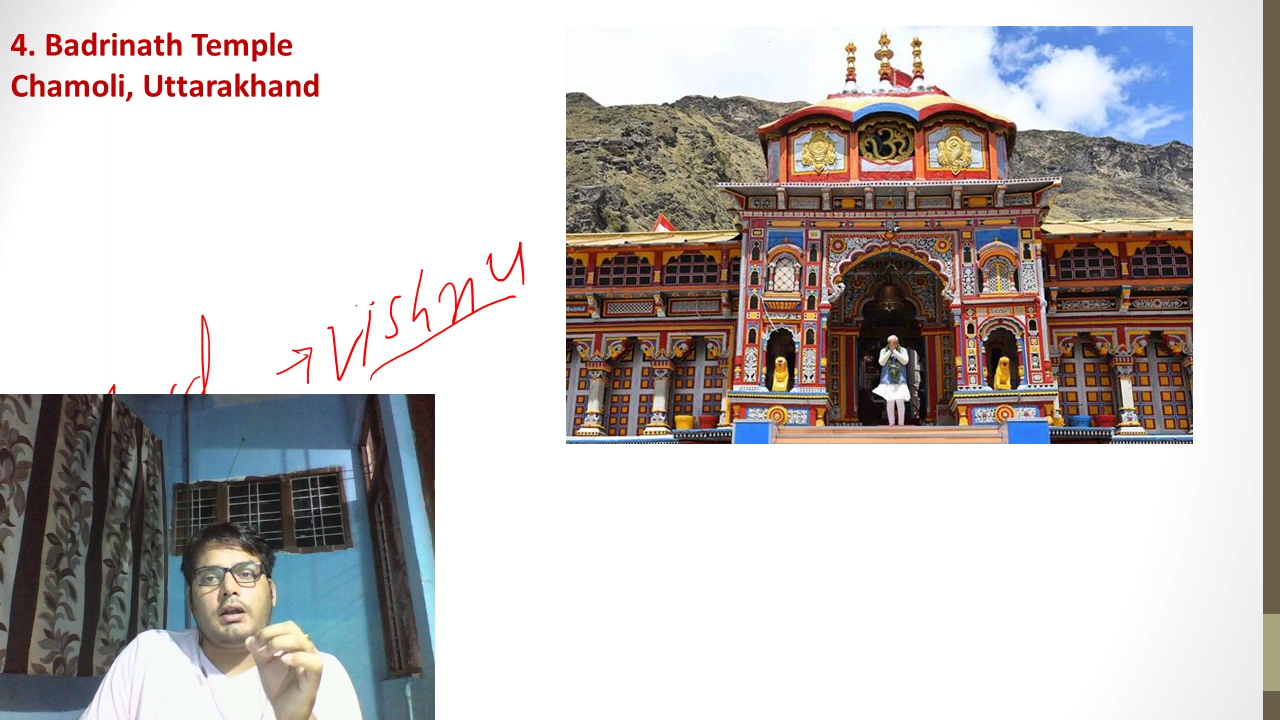 4. Badrinath Temple
Chamoli, Uttarakhand
ॐ
→ Vishnu